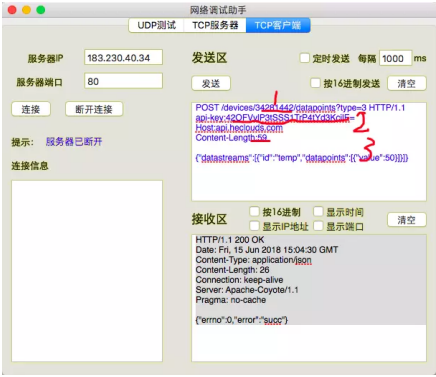 网络调试助手
UDP测试 TCP服务器 TCP客户端
服务器IP 183.230.40.34
服务器端口 80
连接 断开连接
提示: 服务器已断开
连接信息
发送区 定时发送 每隔 1000 ms
发送 按16进制发送 清空
1
POST /devices/34281442/datapoints?type=3 HTTP/1.1
2
Host:api.heclouds.com
Content-Length:59
3
{"datastreams":[{"id":"temp","datapoints":[{"value":50}]}]}
接收区 按16进制 显示时间 清空
显示IP地址 显示端口
HTTP/1.1 200 OK
Date: Fri, 15 Jun 2018 15:04:30 GMT
Content-Type: application/json
Content-Length: 26
Connection: keep-alive
Server: Apache-Coyote/1.1
Pragma: no-cache
{"errno":0,"error":"succ"}